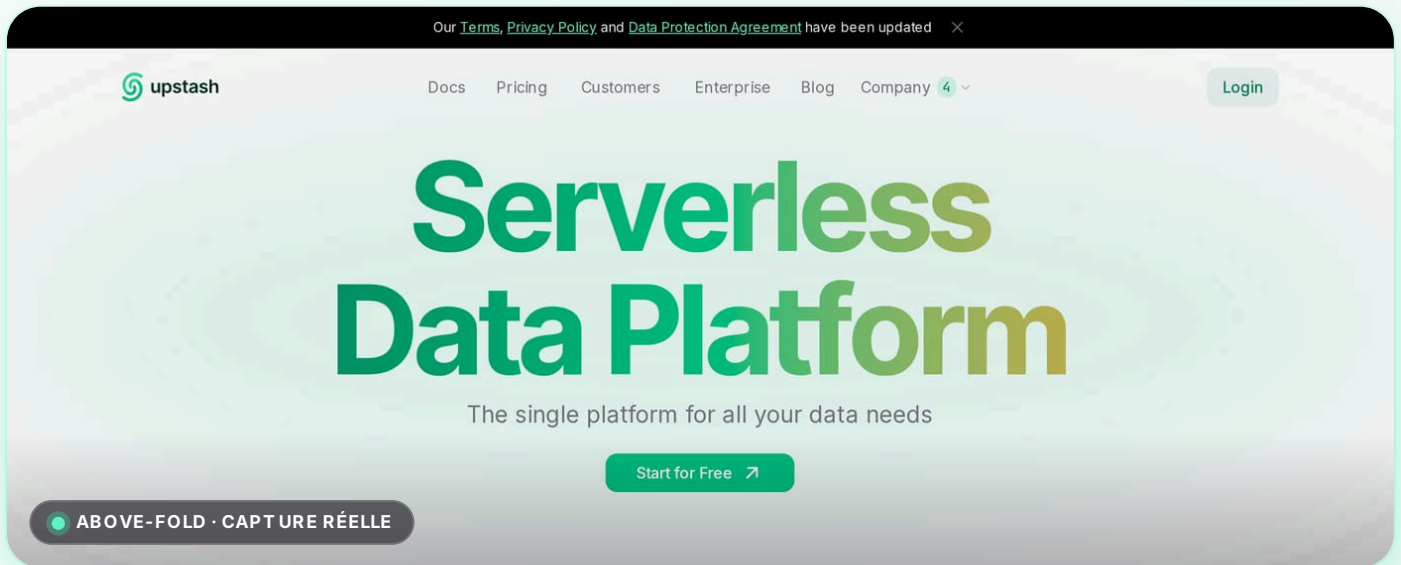 Our Terms, Privacy Policy and Data Protection Agreement have been updated
upstash
Docs Pricing Customers Enterprise Blog Company 4
Login
Serverless
Data Platform
The single platform for all your data needs
Start for Free
ABOVE-FOLD · CAPTURE RÉELLE